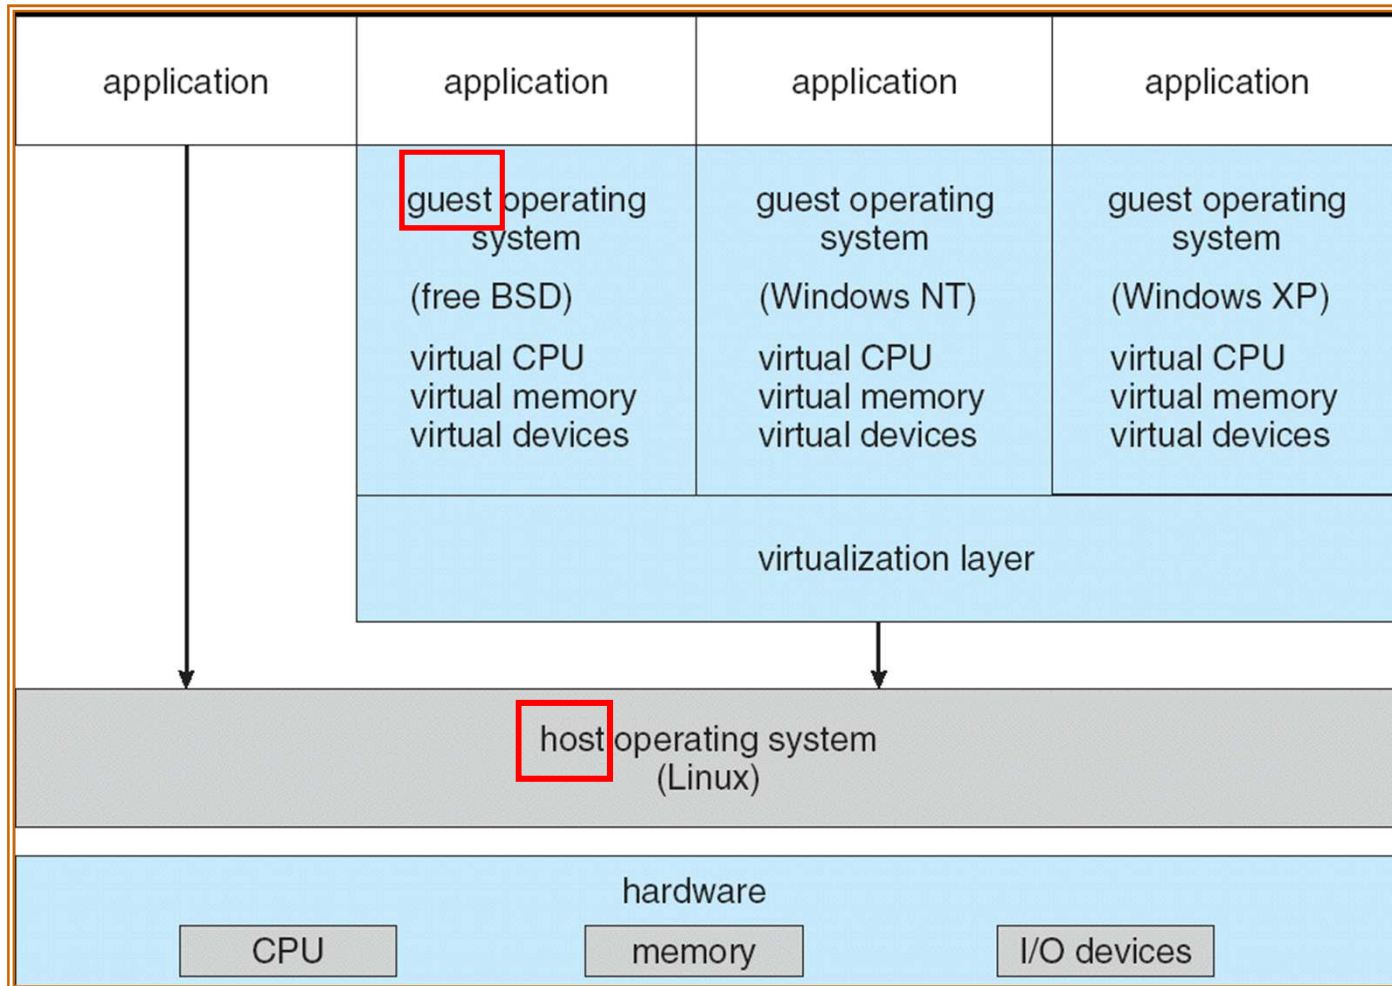 application
application
application
application
guest operating
system
(free BSD)
virtual CPU
virtual memory
virtual devices
guest operating
system
(Windows NT)
virtual CPU
virtual memory
virtual devices
guest operating
system
(Windows XP)
virtual CPU
virtual memory
virtual devices
virtualization layer
host operating system
(Linux)
hardware
CPU
memory
I/O devices